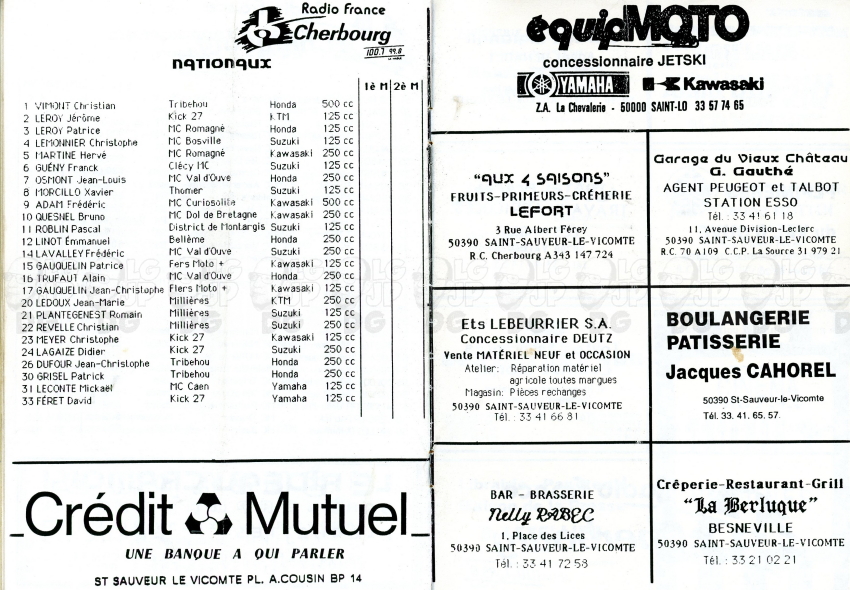 Radio France
Cherbourg
100.7 99.8
NATIONAUX
1è M 2è M
1 VIMONT Christian Tribehou Honda 500 cc
2 LEROY Jérôme Kick 27 KTM 125 cc
3 LEROY Patrice MC Romagné Honda 125 cc
4 LEMONNIER Christophe MC Bosville Suzuki 125 cc
5 MARTINE Hervé MC Romagné Kawasaki 250 cc
6 GUÉNY Franck Clécy MC Suzuki 125 cc
7 OSMONT Jean-Louis MC Val d'Ouve Honda 250 cc
8 MORCILLO Xavier Thomer Suzuki 125 cc
9 ADAM Frédéric MC Curiosolite Kawasaki 500 cc
10 QUESNEL Bruno MC Dol de Bretagne Kawasaki 250 cc
11 ROBLIN Pascal District de Montargis Suzuki 125 cc
12 LINOT Emmanuel Bellême Honda 250 cc
14 LAVALLEY Frédéric MC Val d'Ouve Suzuki 250 cc
15 GAUQUELIN Patrice Fers Moto + Kawasaki 125 cc
16 TRUFAUT Alain MC Val d'Ouve Honda 250 cc
17 GAUQUELIN Jean-Christophe Flers Moto + Kawasaki 125 cc
20 LEDOUX Jean-Marie Millières KTM 250 cc
21 PLANTEGENEST Romain Millières Suzuki 125 cc
22 REVELLE Christian Millières Suzuki 250 cc
23 MEYER Christophe Kick 27 Kawasaki 125 cc
24 LAGAIZE Didier Kick 27 Suzuki 250 cc
26 DUFOUR Jean-Christophe Tribehou Honda 250 cc
30 GRISEL Patrick Tribehou Honda 250 cc
31 LECONTE Mickaël MC Caen Yamaha 125 cc
33 FÉRET David Kick 27 Yamaha 125 cc
Crédit Mutuel
UNE BANQUE A QUI PARLER
ST SAUVEUR LE VICOMTE PL. A.COUSIN BP 14
équipMOTO
concessionnaire JETSKI
YAMAHA Kawasaki
Z.A. La Chevalerie - 50000 SAINT-LO 33 57 74 65
"AUX 4 SAISONS"
FRUITS-PRIMEURS-CRÉMERIE
LEFORT
3 Rue Albert Férey
50390 SAINT-SAUVEUR-LE-VICOMTE
R.C. Cherbourg A343 147 724
Garage du Vieux Château
G. Gauthé
AGENT PEUGEOT et TALBOT
STATION ESSO
Tél. : 33 41 61 18
11, Avenue Division-Leclerc
50390 SAINT-SAUVEUR-LE-VICOMTE
R.C. 70 A109 C.C.P. La Source 31 979 21
Ets LEBEURRIER S.A.
Concessionnaire DEUTZ
Vente MATÉRIEL NEUF et OCCASION
Atelier: Réparation matériel
agricole toutes marques
Magasin: Pièces rechanges
50390 SAINT-SAUVEUR-LE-VICOMTE
Tél. : 33 41 66 81
BOULANGERIE
PATISSERIE
Jacques CAHOREL
50390 St-Sauveur-le-Vicomte
Tél. 33. 41. 65. 57.
BAR - BRASSERIE
Nelly RABEC
1, Place des Lices
50390 SAINT-SAUVEUR-LE-VICOMTE
Tél. : 33 41 72 58
Crêperie-Restaurant-Grill
"La Berluque"
BESNEVILLE
50390 SAINT-SAUVEUR-LE-VICOMTE
Tél. : 33 21 02 21